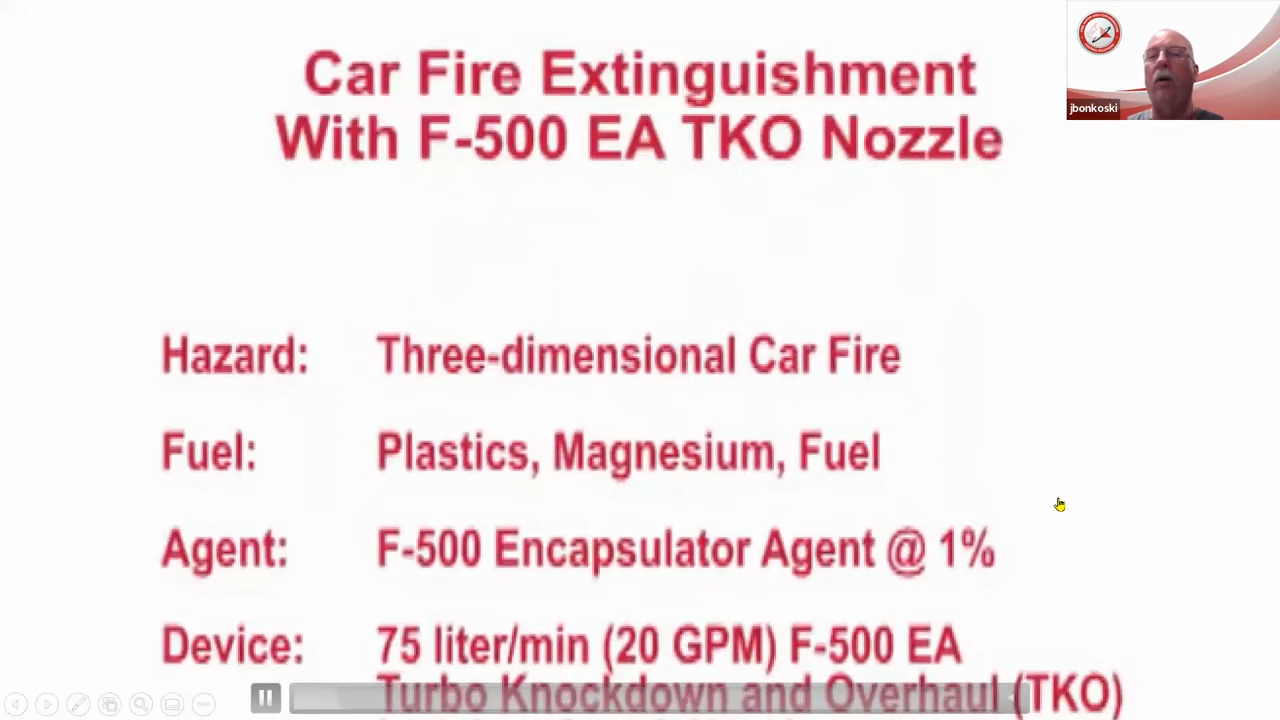 Car Fire Extinguishment
With F-500 EA TKO Nozzle
jbonkoski
Hazard: Three-dimensional Car Fire
Fuel: Plastics, Magnesium, Fuel
Agent: F-500 Encapsulator Agent @ 1%
Device: 75 liter/min (20 GPM) F-500 EA
Turbo Knockdown and Overhaul (TKO)